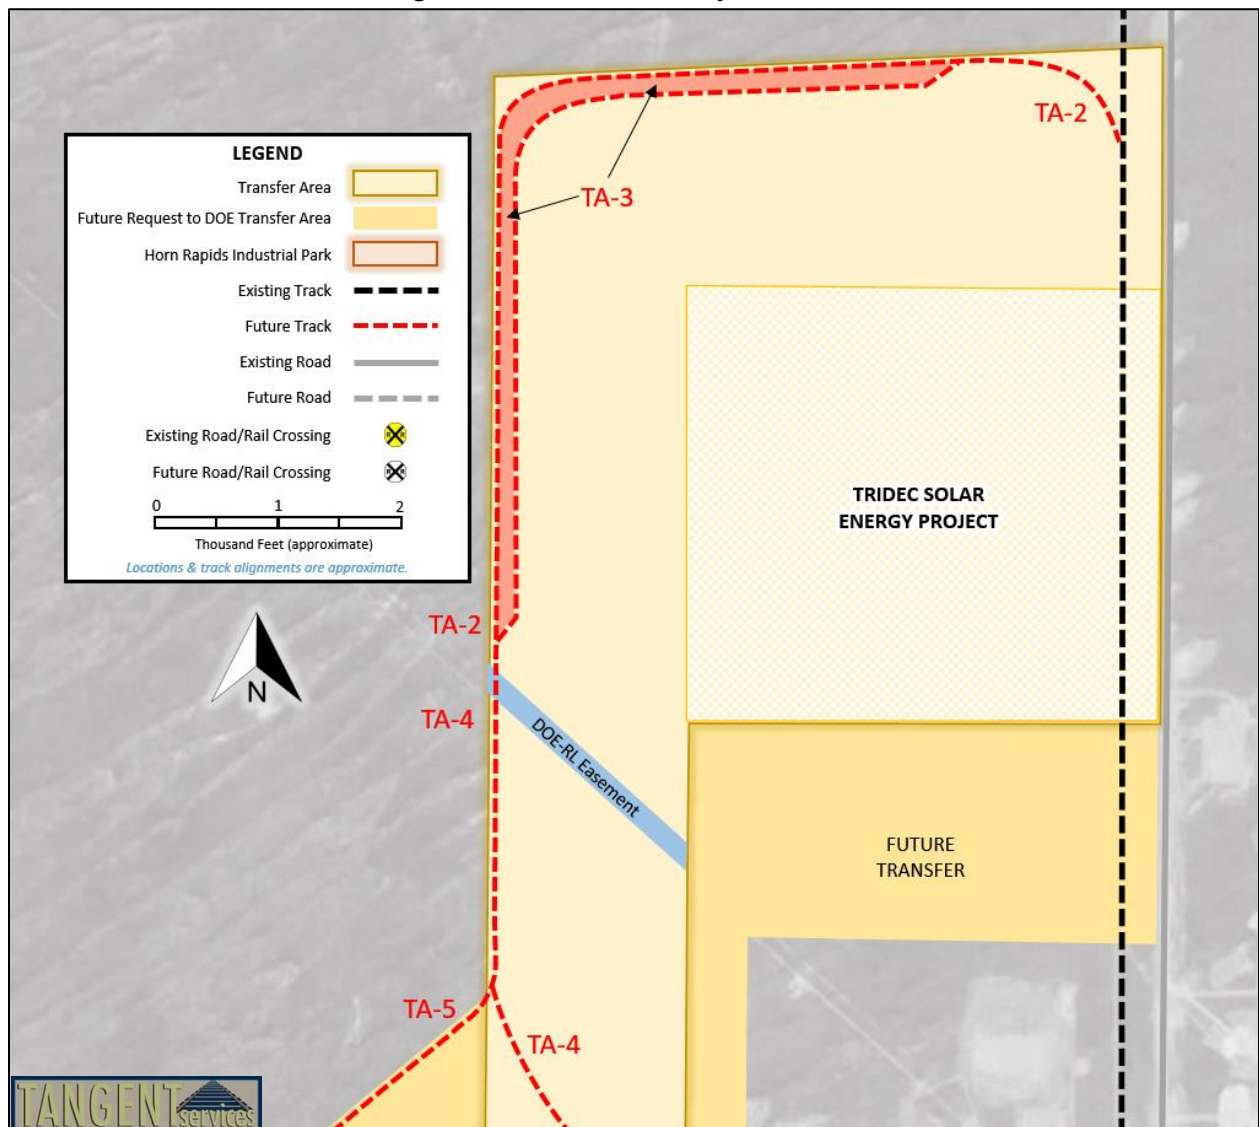 TA-2
LEGEND
Transfer Area
Future Request to DOE Transfer Area
Horn Rapids Industrial Park
Existing Track
Future Track
Existing Road
Future Road
Existing Road/Rail Crossing
Future Road/Rail Crossing
0 1 2
Thousand Feet (approximate)
Locations & track alignments are approximate.
TA-3
TRIDEC SOLAR
ENERGY PROJECT
TA-2
N
TA-4
DOE-RL Easement
FUTURE
TRANSFER
TA-5
TA-4
TANGENT services